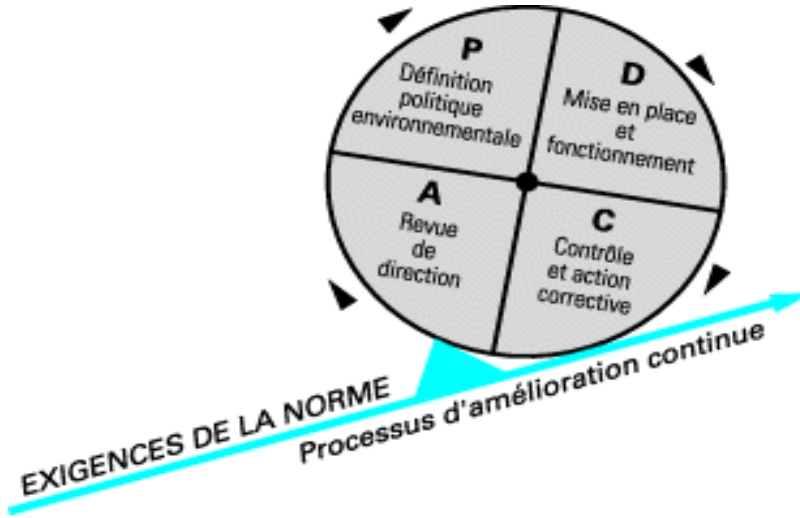 P
Définition
politique
environnementale
D
Mise en place
et
fonctionnement
A
Revue
de
direction
C
Contrôle
et action
corrective
EXIGENCES DE LA NORME
Processus d'amélioration continue